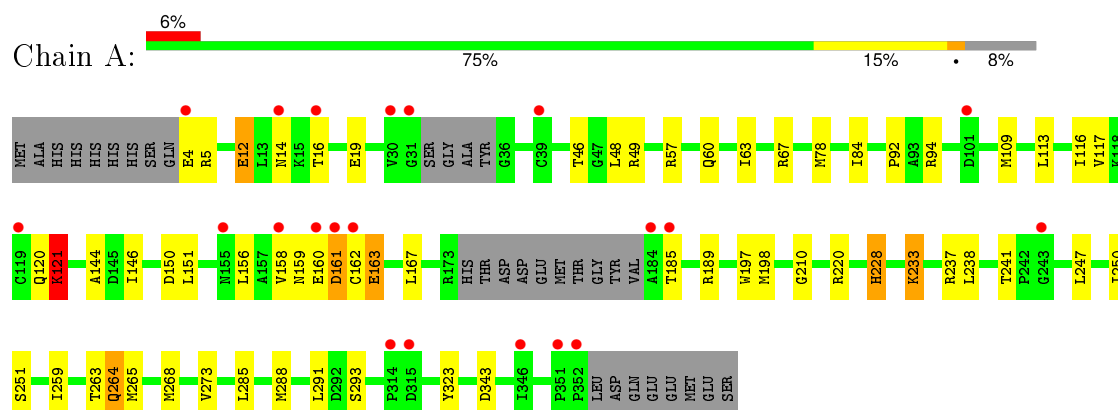 6%
Chain A:
75% 15% • 8%
MET ALA HIS HIS HIS HIS HIS HIS SER GLN E4 R5 E12 L13 N14 K15 T16 E19 V30 G31 SER GLY ALA TYR G36 C39 T46 G47 L48 R49 R57 Q60 I63 R67 M78 I84 P92 A93 R94 D101 M109 L113 I116 V117 K118
C119 Q120 K121 A144 D145 I146 D150 L151 N155 L156 A157 V158 N159 E160 D161 C162 E163 L167 R173 HIS THR ASP ASP GLU MET THR GLY TYR VAL A184 T185 R189 W197 M198 G210 R220 H228 K233 R237 L238 T241 P242 G243 L247 I250
S251 I259 T263 Q264 M265 M268 V273 L285 M288 L291 D292 S293 P314 D315 Y323 D343 I346 P351 P352 LEU ASP GLN GLU GLU MET GLU SER